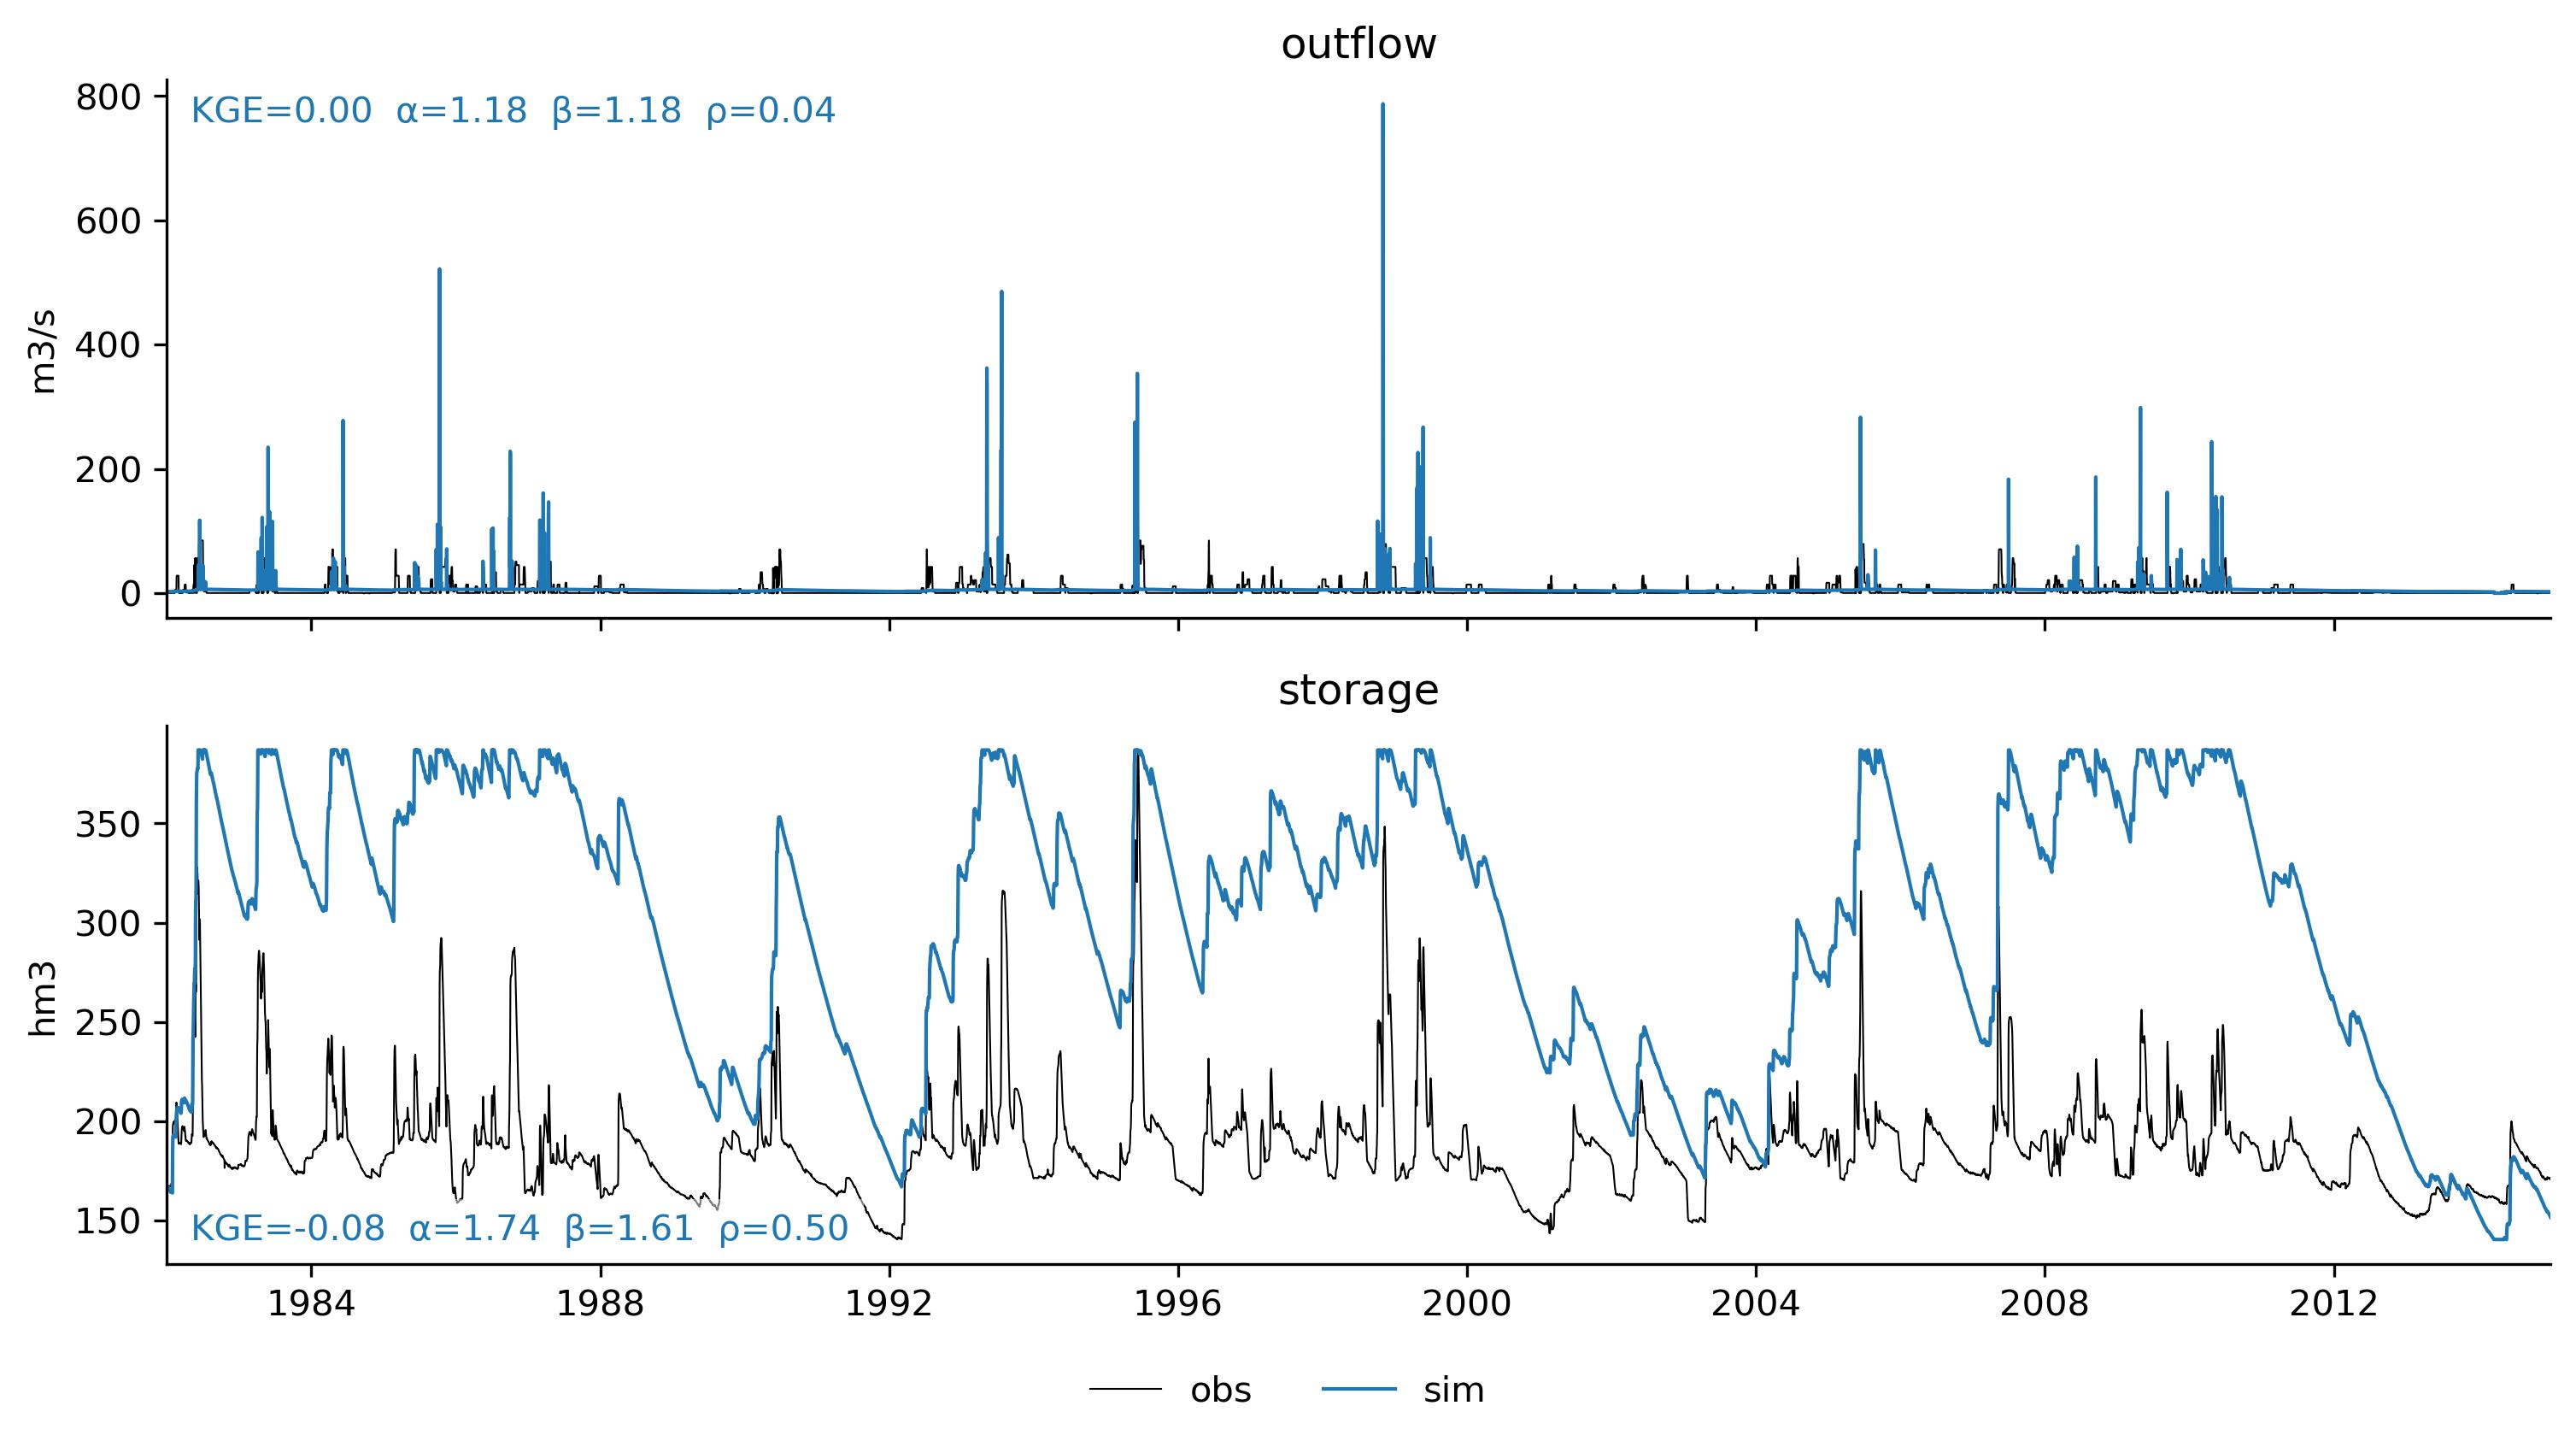 outflow
800
KGE=0.00 α=1.18 β=1.18 ρ=0.04
600
m3/s
400
200
0
storage
350
300
hm3
250
200
150
KGE=-0.08 α=1.74 β=1.61 ρ=0.50
1984 1988 1992 1996 2000 2004 2008 2012
obs sim